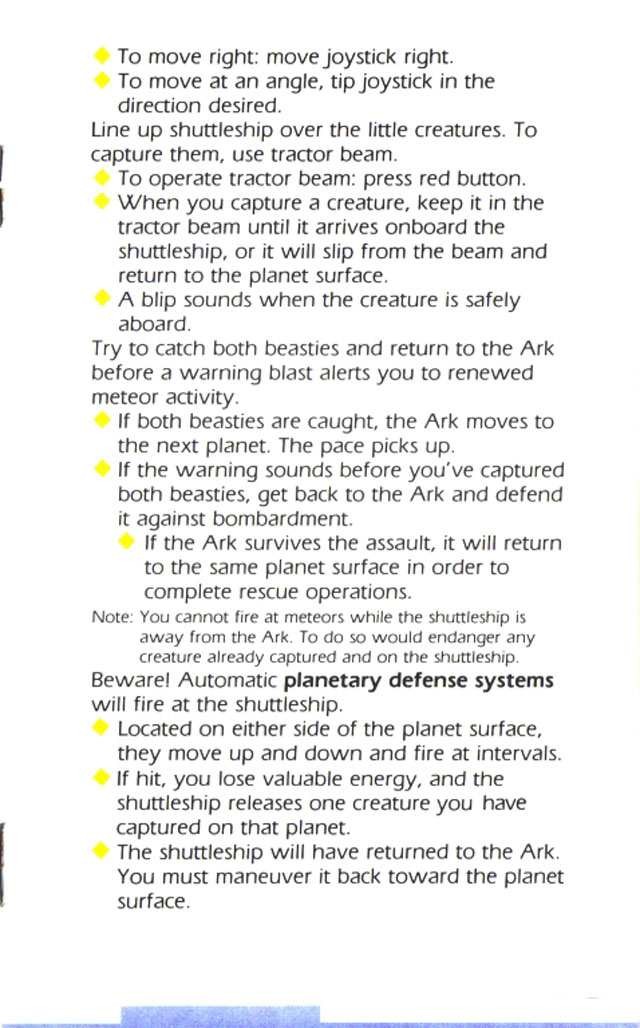 ◆ To move right: move joystick right.
◆ To move at an angle, tip joystick in the
direction desired.
Line up shuttleship over the little creatures. To
capture them, use tractor beam.
◆ To operate tractor beam: press red button.
◆ When you capture a creature, keep it in the
tractor beam until it arrives onboard the
shuttleship, or it will slip from the beam and
return to the planet surface.
◆ A blip sounds when the creature is safely
aboard.
Try to catch both beasties and return to the Ark
before a warning blast alerts you to renewed
meteor activity.
◆ If both beasties are caught, the Ark moves to
the next planet. The pace picks up.
◆ If the warning sounds before you've captured
both beasties, get back to the Ark and defend
it against bombardment.
◆ If the Ark survives the assault, it will return
to the same planet surface in order to
complete rescue operations.
Note: You cannot fire at meteors while the shuttleship is
away from the Ark. To do so would endanger any
creature already captured and on the shuttleship.
Beware! Automatic planetary defense systems
will fire at the shuttleship.
◆ Located on either side of the planet surface,
they move up and down and fire at intervals.
◆ If hit, you lose valuable energy, and the
shuttleship releases one creature you have
captured on that planet.
◆ The shuttleship will have returned to the Ark.
You must maneuver it back toward the planet
surface.